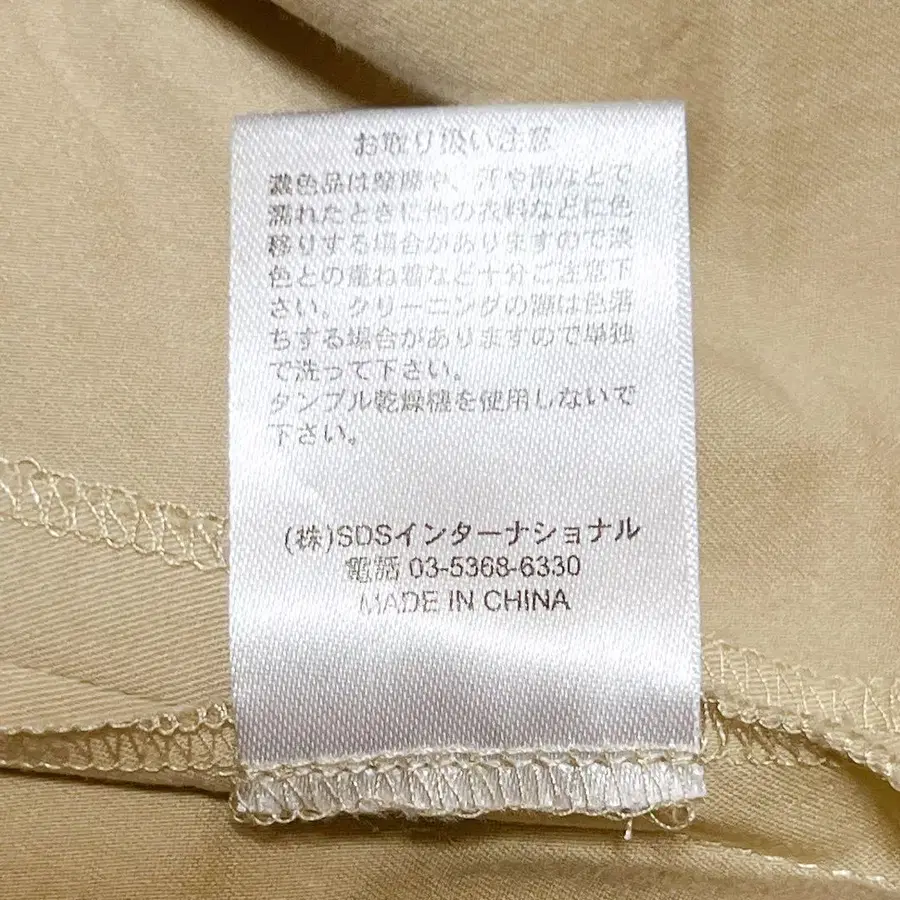 お取り扱い注意
濃色品は摩擦や、汗や雨などで
濡れたときに他の衣料などに色
移りする場合がありますので淡
色との重ね着など十分ご注意下
さい。クリーニングの際は色落
ちする場合がありますので単独
で洗って下さい。
タンブル乾燥機を使用しないで
下さい。
(株)SDSインターナショナル
電話 03-5368-6330
MADE IN CHINA